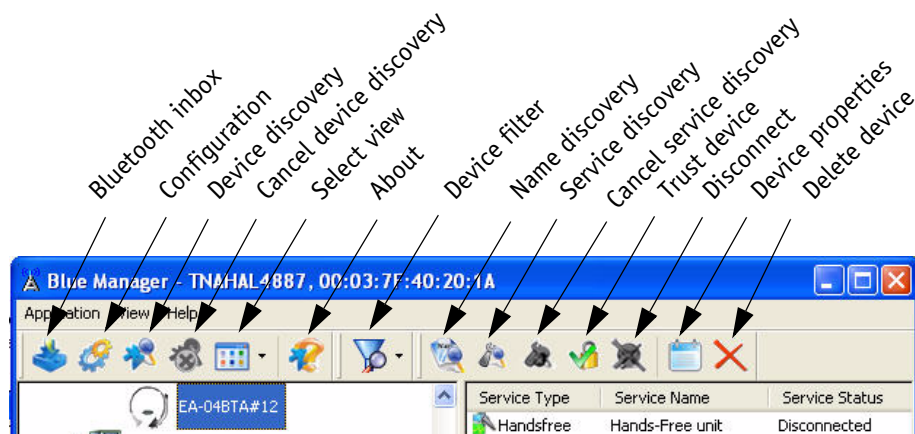 Bluetooth inbox
Configuration
Device discovery
Cancel device discovery
Select view
About
Device filter
Name discovery
Service discovery
Cancel service discovery
Trust device
Disconnect
Device properties
Delete device
Blue Manager - TNAHAL4887, 00:03:7F:40:20:1A
Application View Help
Service Type Service Name Service Status
EA-04BTA#12
Handsfree Hands-Free unit Disconnected